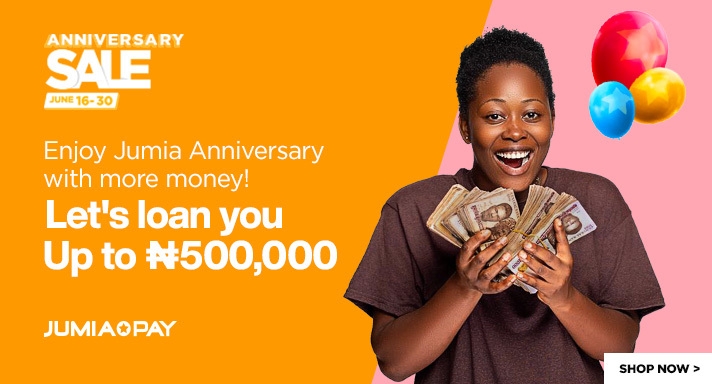 ANNIVERSARY
SALE
JUNE 16-30
Enjoy Jumia Anniversary
with more money!
Let's loan you
Up to ₦500,000
JUMIA PAY
SHOP NOW >